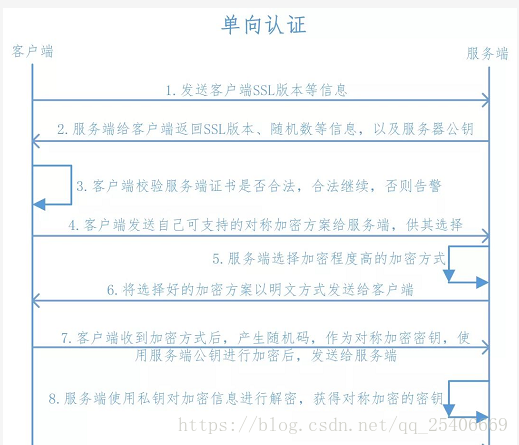 单向认证
客户端
服务端
1.发送客户端SSL版本等信息
2.服务端给客户端返回SSL版本、随机数等信息，以及服务器公钥
3.客户端校验服务端证书是否合法，合法继续，否则告警
4.客户端发送自己可支持的对称加密方案给服务端，供其选择
5.服务端选择加密程度高的加密方式
6.将选择好的加密方案以明文方式发送给客户端
7.客户端收到加密方式后，产生随机码，作为对称加密密钥，使
用服务端公钥进行加密后，发送给服务端
8.服务端使用私钥对加密信息进行解密，获得对称加密的密钥
https://blog.csdn.net/qq_25406669